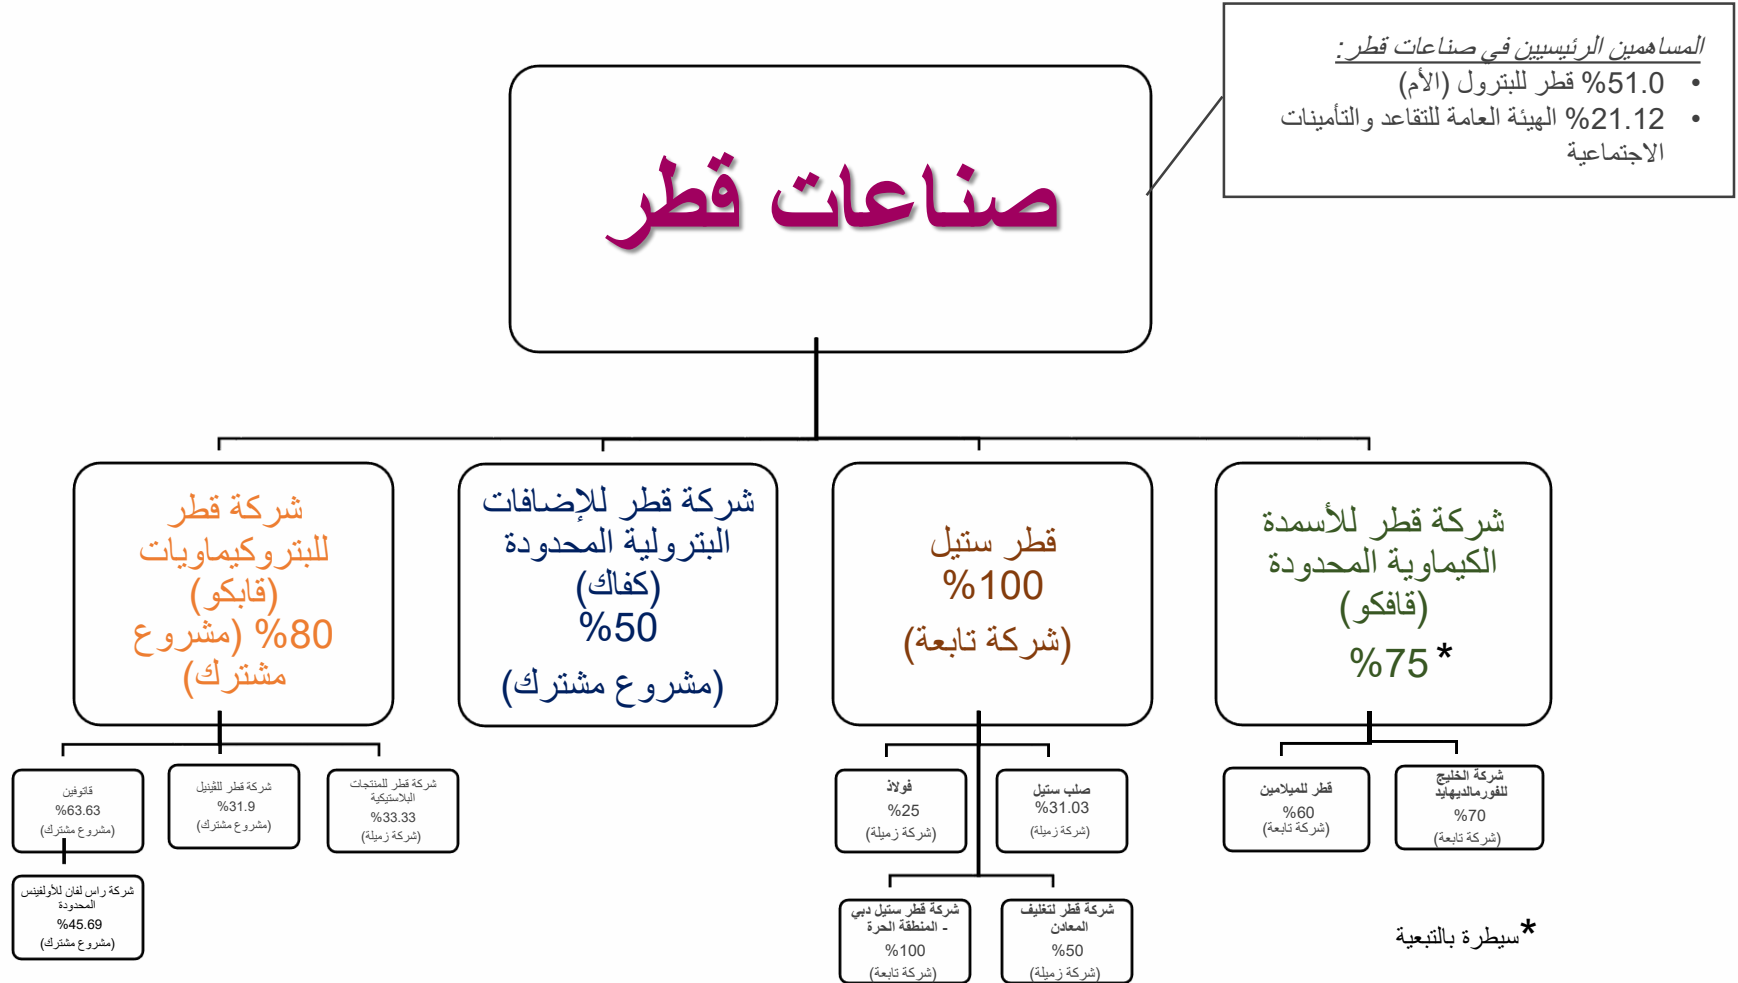 المساهمين الرئيسيين في صناعات قطر:
• %51.0 قطر للبترول (الأم)
• %21.12 الهيئة العامة للتقاعد والتأمينات
الاجتماعية
صناعات قطر
شركة قطر للأسمدة
الكيماوية المحدودة
(قافكو)
%75*
قطر ستيل
%100
(شركة تابعة)
شركة قطر للإضافات
البترولية المحدودة
(كفاك)
%50
(مشروع مشترك)
شركة قطر
للبتروكيماويات
(قابكو)
%80 (مشروع
مشترك)
شركة الخليج
للفورمالديهايد
%70
(شركة تابعة)
قطر للميلامين
%60
(شركة تابعة)
صلب ستيل
%31.03
(شركة زميلة)
فولاذ
%25
(شركة زميلة)
شركة قطر لتغليف
المعادن
%50
(شركة زميلة)
شركة قطر ستيل دبي
- المنطقة الحرة
%100
(شركة تابعة)
شركة قطر للمنتجات
البلاستيكية
%33.33
(شركة زميلة)
شركة قطر للڤينيل
%31.9
(مشروع مشترك)
قاتوفين
%63.63
(مشروع مشترك)
شركة راس لفان للأولفينس
المحدودة
%45.69
(مشروع مشترك)
*سيطرة بالتبعية